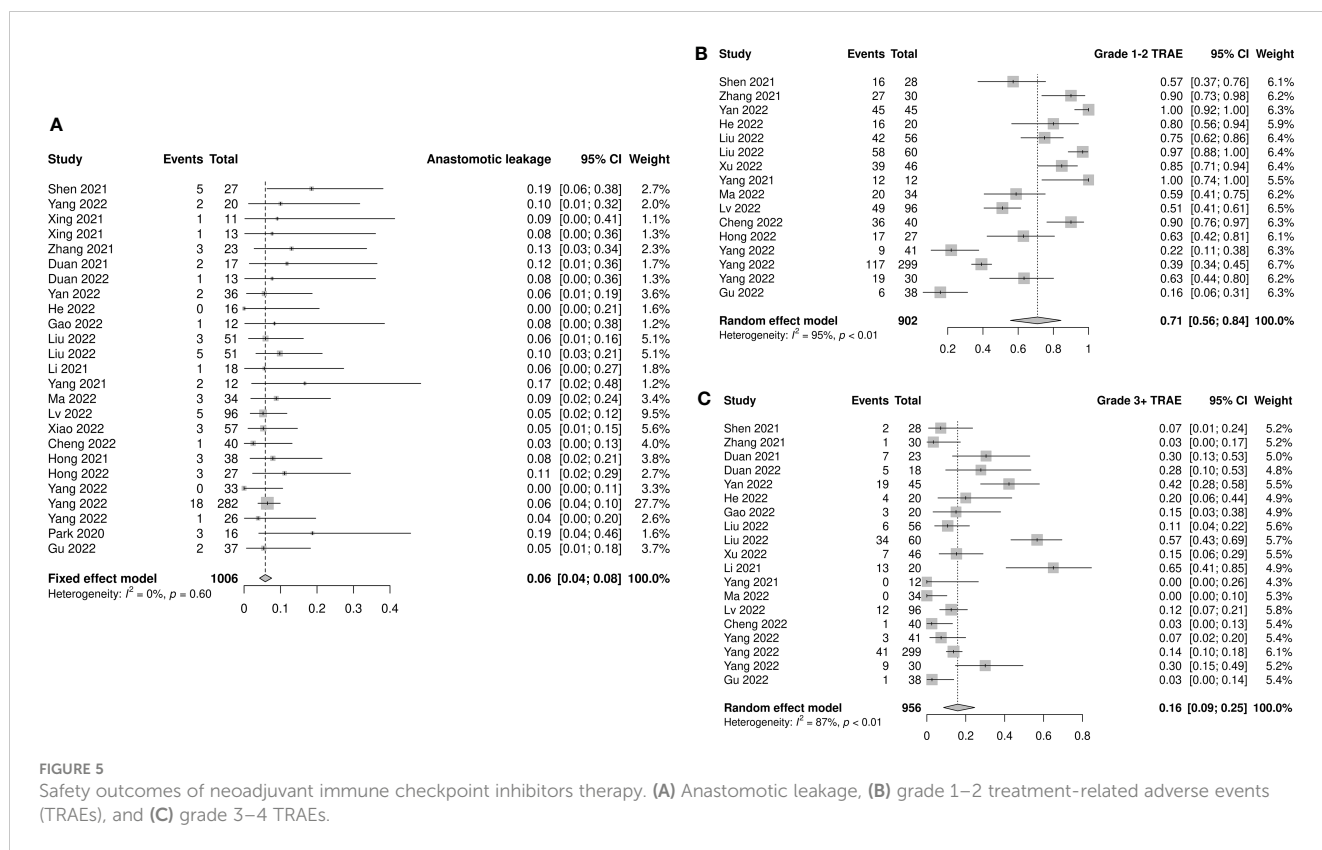 A
Study Events Total Anastomotic leakage 95% CI Weight
Shen 2021 5 27 0.19 [0.06; 0.38] 2.7%
Yang 2022 2 20 0.10 [0.01; 0.32] 2.0%
Xing 2021 1 11 0.09 [0.00; 0.41] 1.1%
Xing 2021 1 13 0.08 [0.00; 0.36] 1.3%
Zhang 2021 3 23 0.13 [0.03; 0.34] 2.3%
Duan 2021 2 17 0.12 [0.01; 0.36] 1.7%
Duan 2022 1 13 0.08 [0.00; 0.36] 1.3%
Yan 2022 2 36 0.06 [0.01; 0.19] 3.6%
He 2022 0 16 0.00 [0.00; 0.21] 1.6%
Gao 2022 1 12 0.08 [0.00; 0.38] 1.2%
Liu 2022 3 51 0.06 [0.01; 0.16] 5.1%
Liu 2022 5 51 0.10 [0.03; 0.21] 5.1%
Li 2021 1 18 0.06 [0.00; 0.27] 1.8%
Yang 2021 2 12 0.17 [0.02; 0.48] 1.2%
Ma 2022 3 34 0.09 [0.02; 0.24] 3.4%
Lv 2022 5 96 0.05 [0.02; 0.12] 9.5%
Xiao 2022 3 57 0.05 [0.01; 0.15] 5.6%
Cheng 2022 1 40 0.03 [0.00; 0.13] 4.0%
Hong 2021 3 38 0.08 [0.02; 0.21] 3.8%
Hong 2022 3 27 0.11 [0.02; 0.29] 2.7%
Yang 2022 0 33 0.00 [0.00; 0.11] 3.3%
Yang 2022 18 282 0.06 [0.04; 0.10] 27.7%
Yang 2022 1 26 0.04 [0.00; 0.20] 2.6%
Park 2020 3 16 0.19 [0.04; 0.46] 1.6%
Gu 2022 2 37 0.05 [0.01; 0.18] 3.7%
Fixed effect model 1006 0.06 [0.04; 0.08] 100.0%
Heterogeneity: I² = 0%, p = 0.60
0 0.1 0.2 0.3 0.4
B
Study Events Total Grade 1-2 TRAE 95% CI Weight
Shen 2021 16 28 0.57 [0.37; 0.76] 6.1%
Zhang 2021 27 30 0.90 [0.73; 0.98] 6.2%
Yan 2022 45 45 1.00 [0.92; 1.00] 6.3%
He 2022 16 20 0.80 [0.56; 0.94] 5.9%
Liu 2022 42 56 0.75 [0.62; 0.86] 6.4%
Liu 2022 58 60 0.97 [0.88; 1.00] 6.4%
Xu 2022 39 46 0.85 [0.71; 0.94] 6.4%
Yang 2021 12 12 1.00 [0.74; 1.00] 5.5%
Ma 2022 20 34 0.59 [0.41; 0.75] 6.2%
Lv 2022 49 96 0.51 [0.41; 0.61] 6.6%
Cheng 2022 36 40 0.90 [0.76; 0.97] 6.3%
Hong 2022 17 27 0.63 [0.42; 0.81] 6.1%
Yang 2022 9 41 0.22 [0.11; 0.38] 6.3%
Yang 2022 117 299 0.39 [0.34; 0.45] 6.7%
Yang 2022 19 30 0.63 [0.44; 0.80] 6.2%
Gu 2022 6 38 0.16 [0.06; 0.31] 6.3%
Random effect model 902 0.71 [0.56; 0.84] 100.0%
Heterogeneity: I² = 95%, p < 0.01
0.2 0.4 0.6 0.8 1
C
Study Events Total Grade 3+ TRAE 95% CI Weight
Shen 2021 2 28 0.07 [0.01; 0.24] 5.2%
Zhang 2021 1 30 0.03 [0.00; 0.17] 5.2%
Duan 2021 7 23 0.30 [0.13; 0.53] 5.0%
Duan 2022 5 18 0.28 [0.10; 0.53] 4.8%
Yan 2022 19 45 0.42 [0.28; 0.58] 5.5%
He 2022 4 20 0.20 [0.06; 0.44] 4.9%
Gao 2022 3 20 0.15 [0.03; 0.38] 4.9%
Liu 2022 6 56 0.11 [0.04; 0.22] 5.6%
Liu 2022 34 60 0.57 [0.43; 0.69] 5.7%
Xu 2022 7 46 0.15 [0.06; 0.29] 5.5%
Li 2021 13 20 0.65 [0.41; 0.85] 4.9%
Yang 2021 0 12 0.00 [0.00; 0.26] 4.3%
Ma 2022 0 34 0.00 [0.00; 0.10] 5.3%
Lv 2022 12 96 0.12 [0.07; 0.21] 5.8%
Cheng 2022 1 40 0.03 [0.00; 0.13] 5.4%
Yang 2022 3 41 0.07 [0.02; 0.20] 5.4%
Yang 2022 41 299 0.14 [0.10; 0.18] 6.1%
Yang 2022 9 30 0.30 [0.15; 0.49] 5.2%
Gu 2022 1 38 0.03 [0.00; 0.14] 5.4%
Random effect model 956 0.16 [0.09; 0.25] 100.0%
Heterogeneity: I² = 87%, p < 0.01
0 0.2 0.4 0.6 0.8
FIGURE 5
Safety outcomes of neoadjuvant immune checkpoint inhibitors therapy. (A) Anastomotic leakage, (B) grade 1–2 treatment-related adverse events
(TRAEs), and (C) grade 3–4 TRAEs.